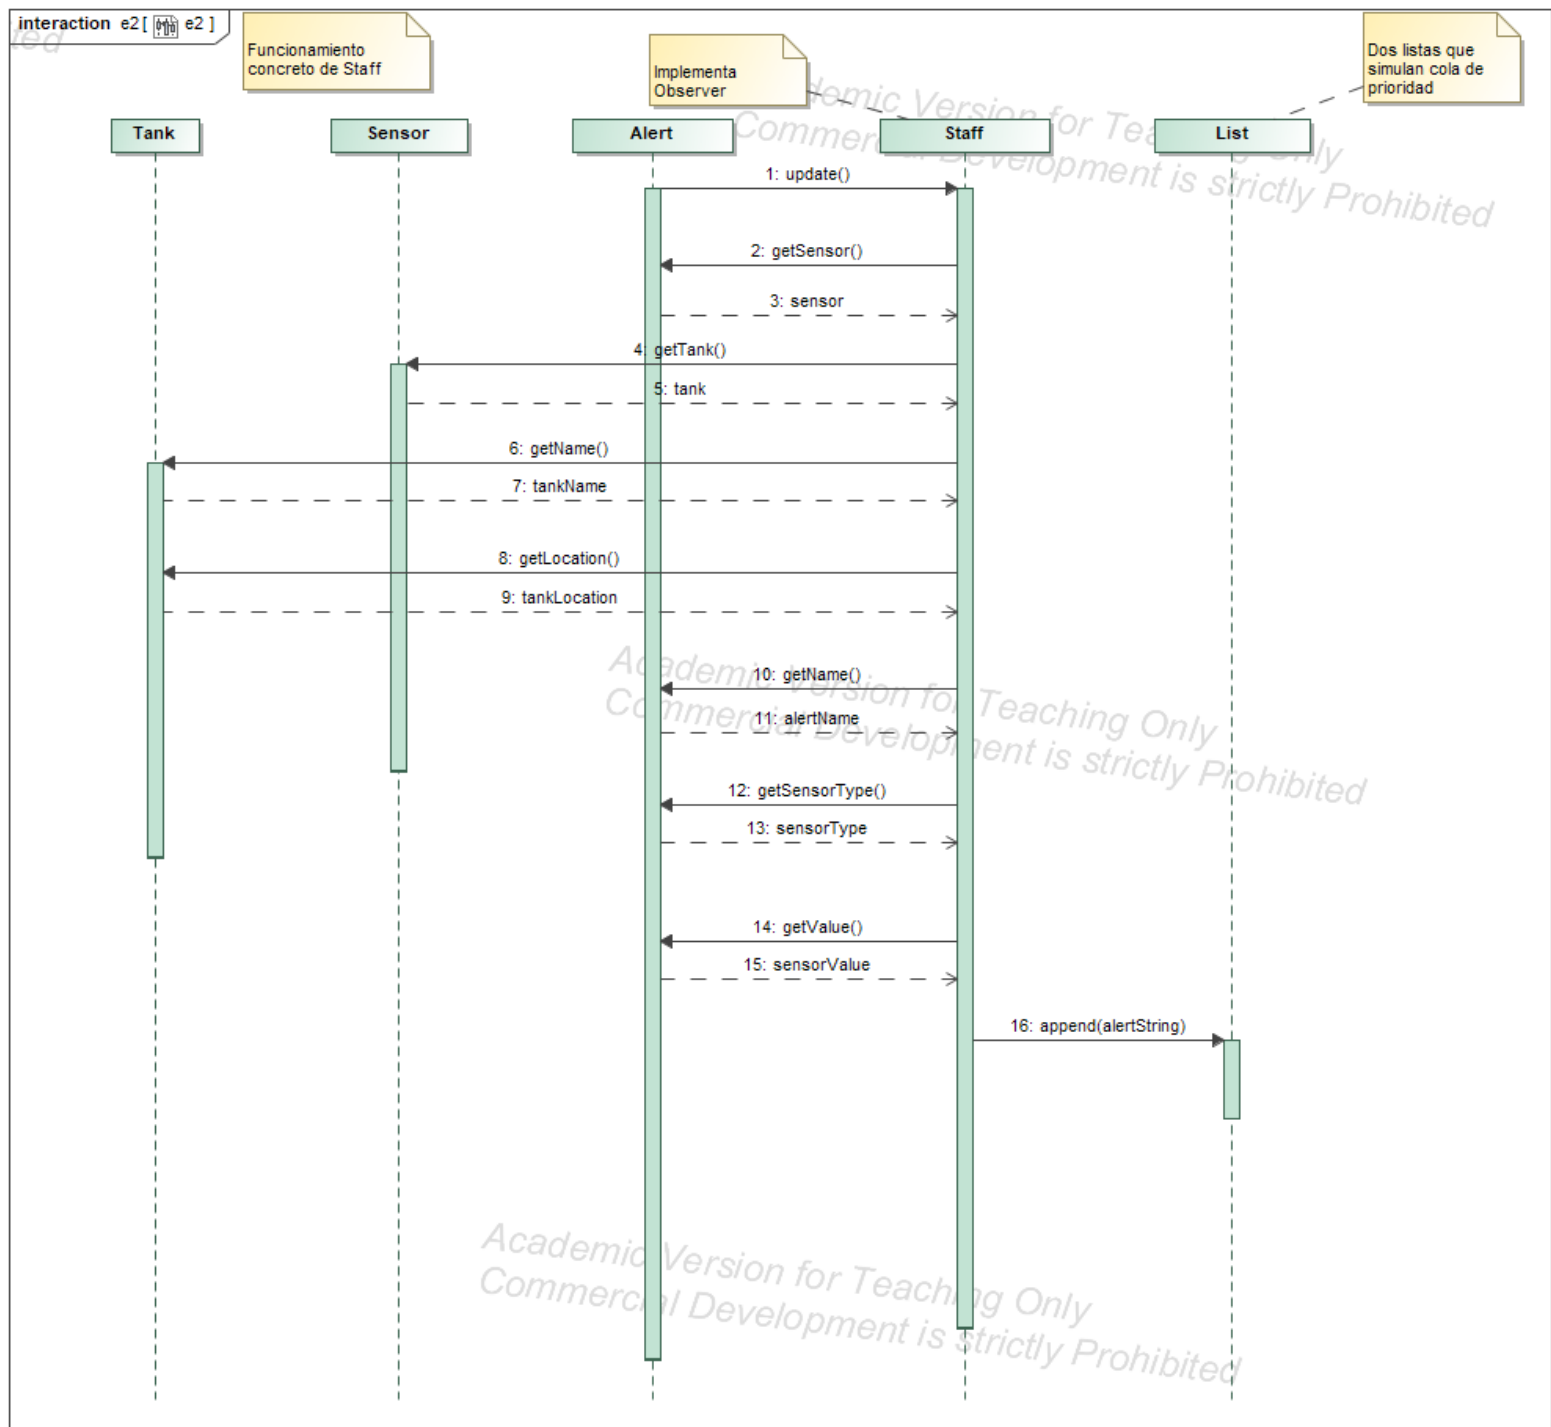 interaction e2[ e2 ]
Funcionamiento
concreto de Staff
Implementa
Observer
Dos listas que
simulan cola de
prioridad
Tank
Sensor
Alert
Staff
List
1: update()
2: getSensor()
3: sensor
4: getTank()
5: tank
6: getName()
7: tankName
8: getLocation()
9: tankLocation
10: getName()
11: alertName
12: getSensorType()
13: sensorType
14: getValue()
15: sensorValue
16: append(alertString)
ited
demic Version for Teaching Only
Commercial Development is strictly Prohibited
Academic Version for Teaching Only
Commercial Development is strictly Prohibited
Academic Version for Teaching Only
Commercial Development is strictly Prohibited